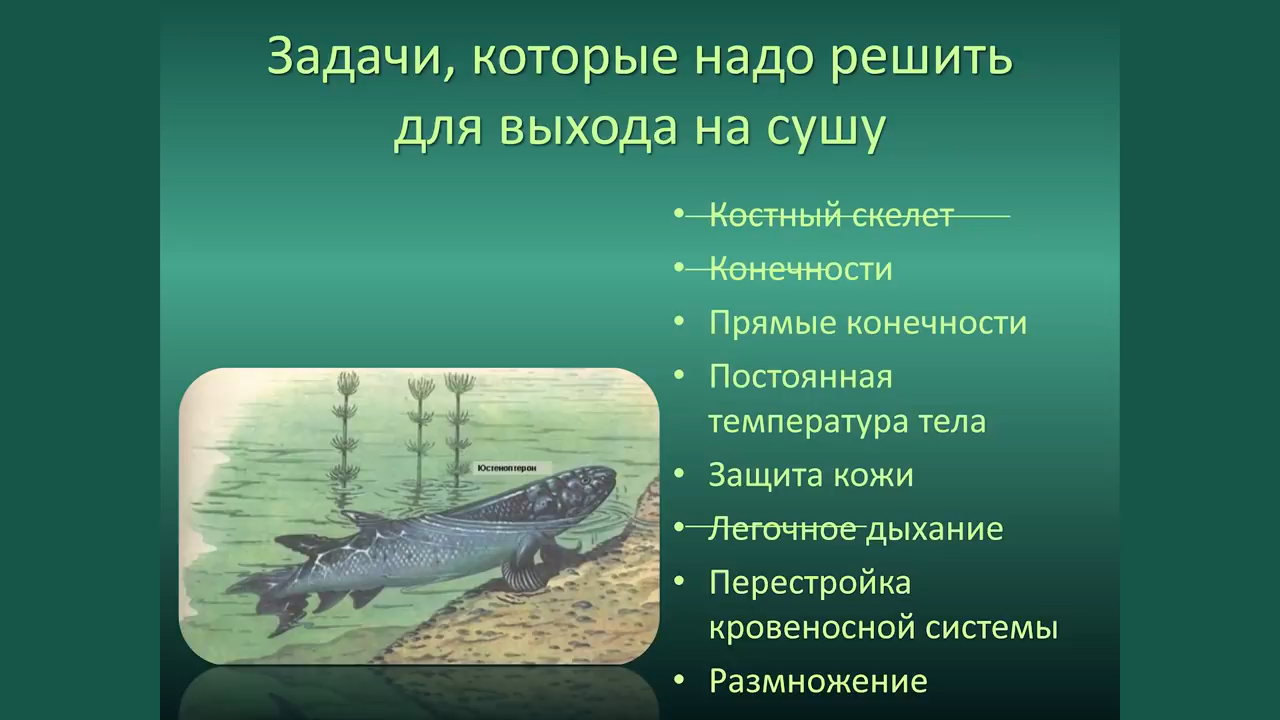 Задачи, которые надо решить
для выхода на сушу
• Костный скелет
• Конечности
• Прямые конечности
• Постоянная
температура тела
• Защита кожи
• Легочное дыхание
• Перестройка
кровеносной системы
• Размножение
Юстеноптерон